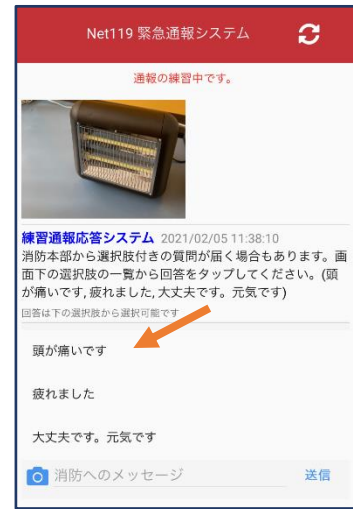 Net119 緊急通報システム
通報の練習中です。
練習通報応答システム 2021/02/05 11:38:10
消防本部から選択肢付きの質問が届く場合もあります。画
面下の選択肢の一覧から回答をタップしてください。(頭
が痛いです,疲れました,大丈夫です。元気です)
回答は下の選択肢から選択可能です
頭が痛いです
疲れました
大丈夫です。元気です
消防へのメッセージ 送信